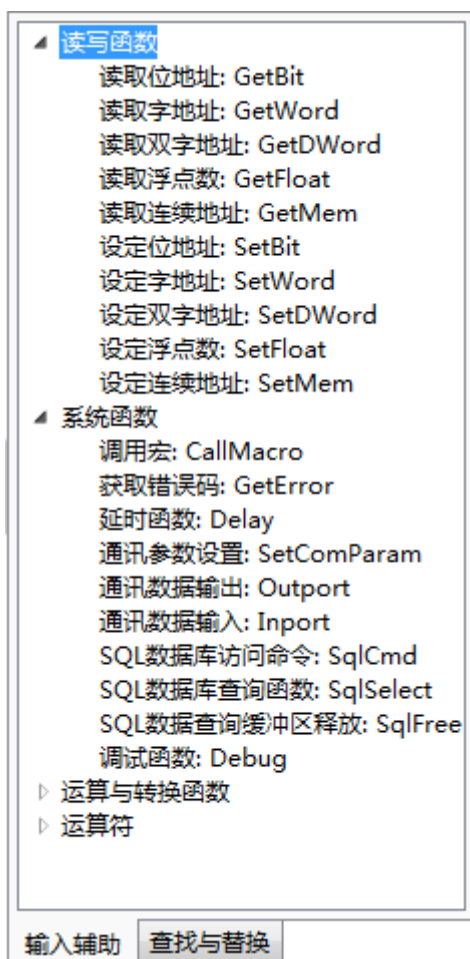 读写函数
读取位地址: GetBit
读取字地址: GetWord
读取双字地址: GetDWord
读取浮点数: GetFloat
读取连续地址: GetMem
设定位地址: SetBit
设定字地址: SetWord
设定双字地址: SetDWord
设定浮点数: SetFloat
设定连续地址: SetMem
系统函数
调用宏: CallMacro
获取错误码: GetError
延时函数: Delay
通讯参数设置: SetComParam
通讯数据输出: Outport
通讯数据输入: Inport
SQL数据库访问命令: SqlCmd
SQL数据库查询函数: SqlSelect
SQL数据查询缓冲区释放: SqlFree
调试函数: Debug
运算与转换函数
运算符
输入辅助 查找与替换